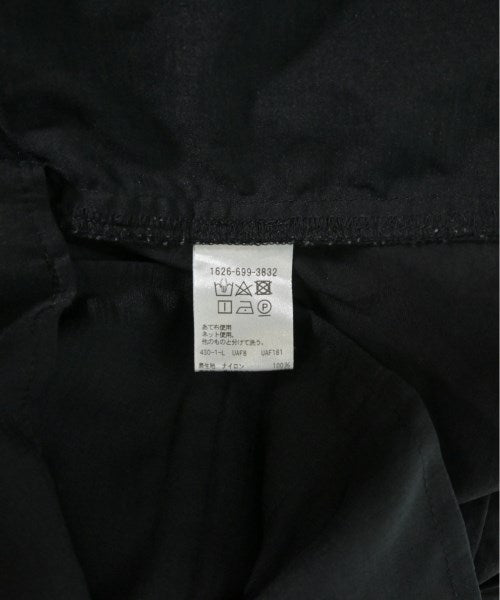 1626-699-3832
あて布使用
ネット使用。
他のものと分けて洗う。
430-1-L UAF8 UAF181
表生地 ナイロン 100%